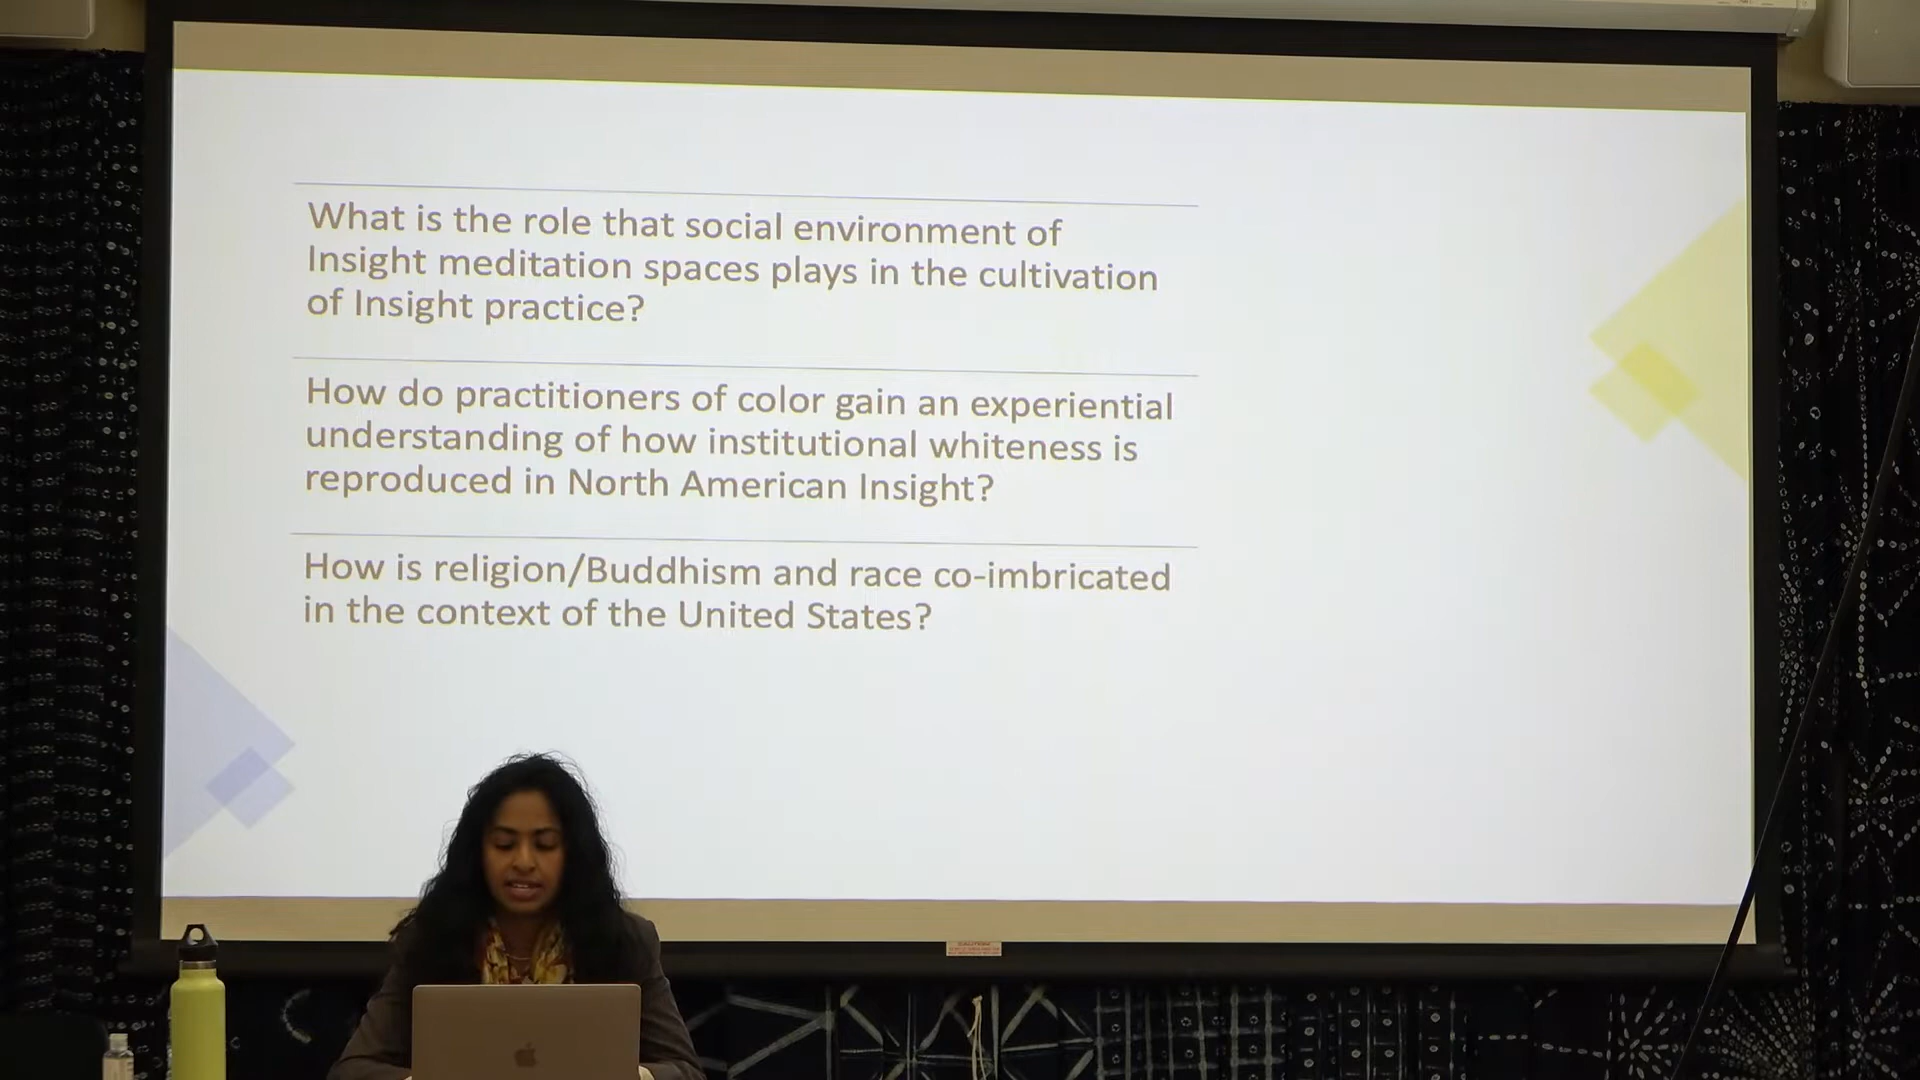 What is the role that social environment of
Insight meditation spaces plays in the cultivation
of Insight practice?
How do practitioners of color gain an experiential
understanding of how institutional whiteness is
reproduced in North American Insight?
How is religion/Buddhism and race co-imbricated
in the context of the United States?
CAUTION